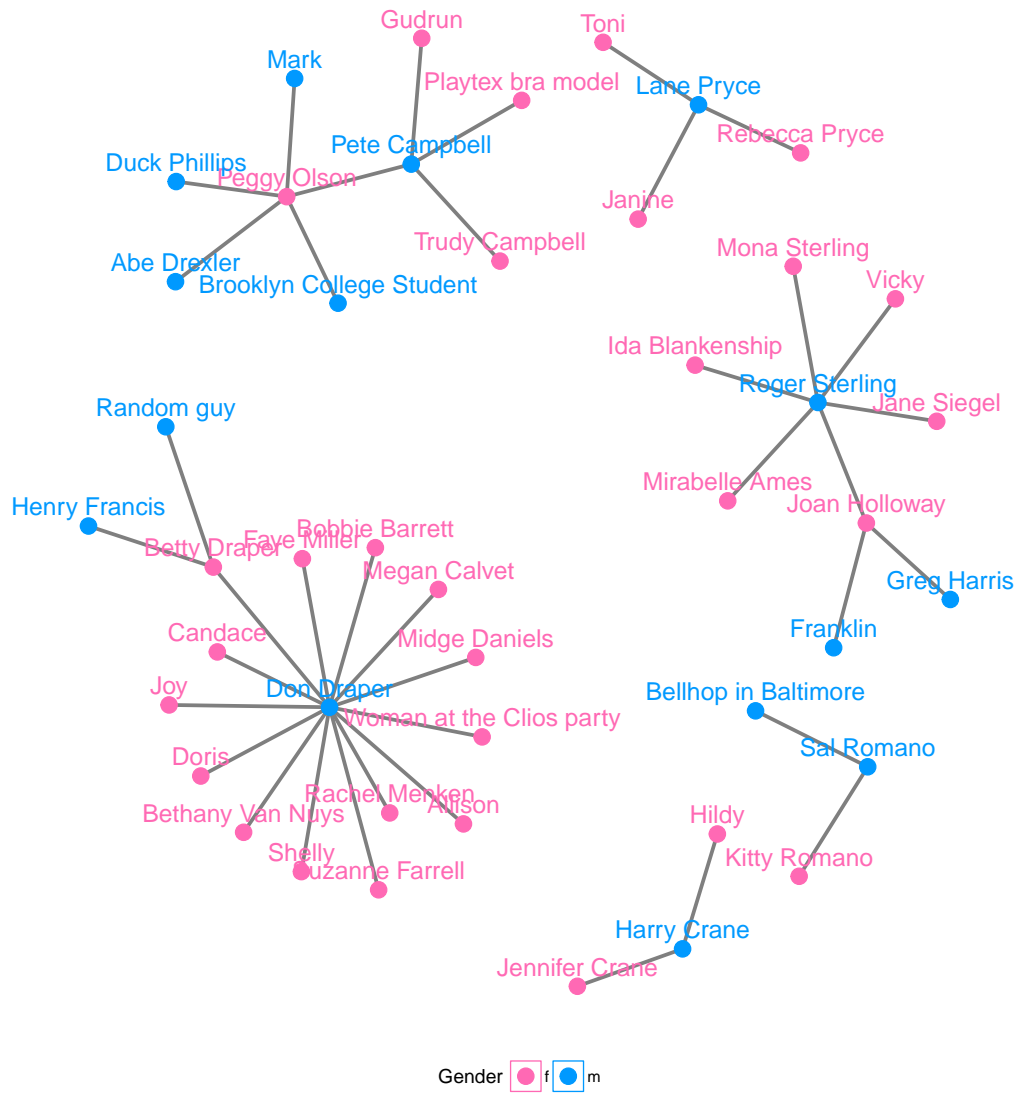 Gudrun
Toni
Mark
Playtex bra model
Lane Pryce
Rebecca Pryce
Pete Campbell
Duck Phillips
Peggy Olson
Janine
Trudy Campbell
Mona Sterling
Abe Drexler
Brooklyn College Student
Vicky
Ida Blankenship
Roger Sterling
Jane Siegel
Random guy
Mirabelle Ames
Joan Holloway
Henry Francis
Bobbie Barrett
Faye Miller
Betty Draper
Megan Calvet
Greg Harris
Candace
Midge Daniels
Franklin
Joy
Don Draper
Bellhop in Baltimore
Woman at the Clios party
Sal Romano
Doris
Rachel Menken
Allison
Bethany Van Nuys
Hildy
Shelly
Suzanne Farrell
Kitty Romano
Harry Crane
Jennifer Crane
Gender f m